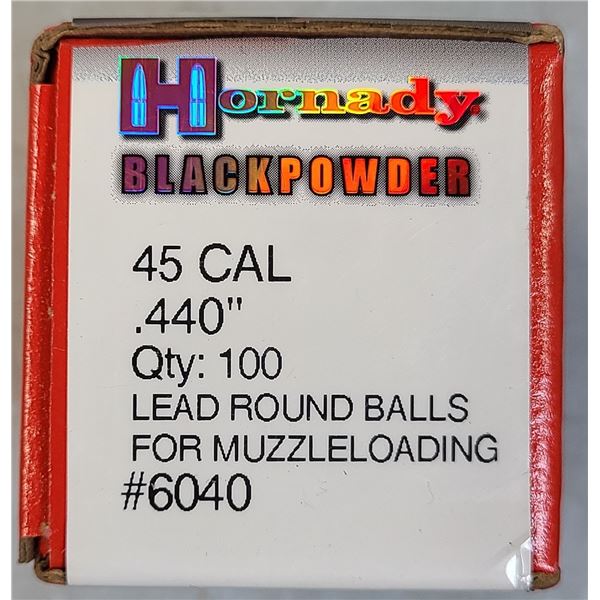 Hornady
BLACKPOWDER
45 CAL
.440"
Qty: 100
LEAD ROUND BALLS
FOR MUZZLELOADING
#6040